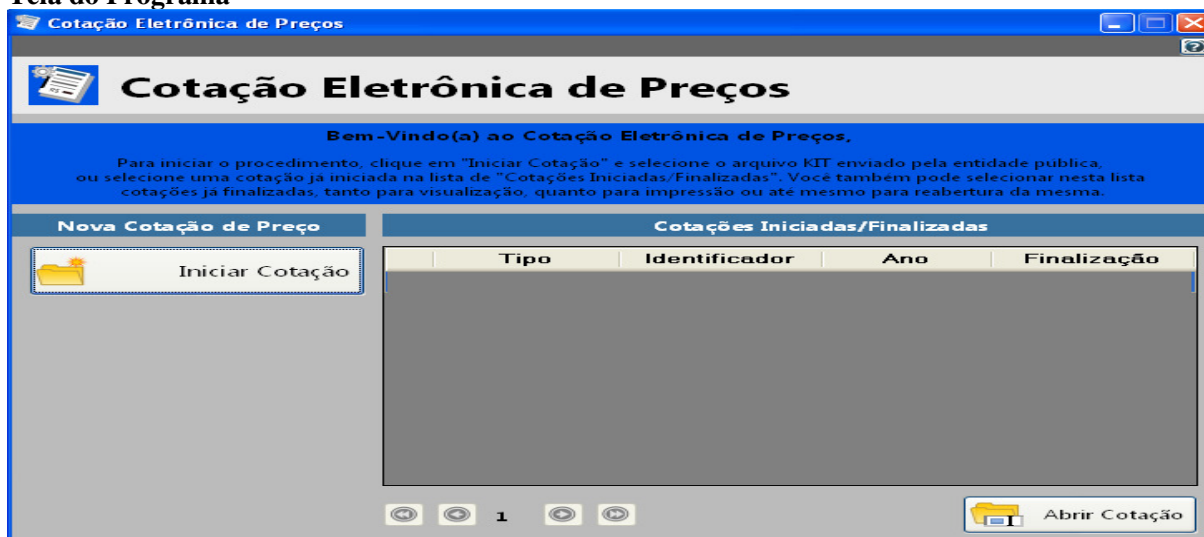 Tela do Programa
Cotação Eletrônica de Preços
Cotação Eletrônica de Preços
Bem-Vindo(a) ao Cotação Eletrônica de Preços,
Para iniciar o procedimento, clique em "Iniciar Cotação" e selecione o arquivo KIT enviado pela entidade publica,
ou selecione uma cotação já iniciada na lista de "Cotações Iniciadas/Finalizadas". Você também pode selecionar nesta lista
cotações já finalizadas, tanto para visualização, quanto para impressão ou até mesmo para reabertura da mesma.
Nova Cotação de Preço
Cotações Iniciadas/Finalizadas
Iniciar Cotação
Tipo Identificador Ano Finalização
1
Abrir Cotação